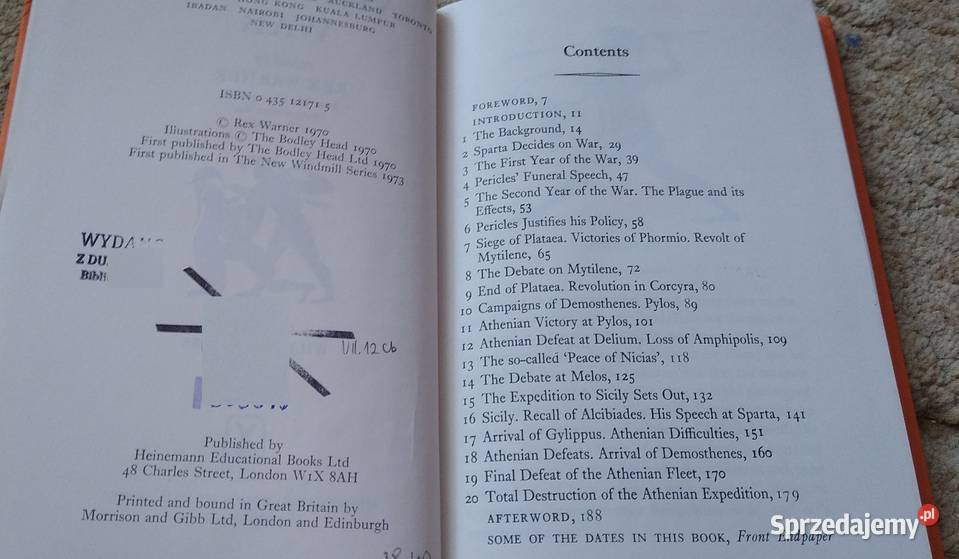 HONG KONG KUALA LUMPUR
AUCKLAND TORONTO
IBADAN NAIROBI JOHANNESBURG
NEW DELHI
ISBN 0 435 12171 5
© Rex Warner 1970
Illustrations © The Bodley Head 1970
First published by The Bodley Head Ltd 1970
First published in The New Windmill Series 1973
Z DU
Bibli
VII.12cb
Published by
Heinemann Educational Books Ltd
48 Charles Street, London W1X 8AH
Printed and bound in Great Britain by
Morrison and Gibb Ltd, London and Edinburgh
Contents
FOREWORD, 7
INTRODUCTION, 11
1 The Background, 14
2 Sparta Decides on War, 29
3 The First Year of the War, 39
4 Pericles' Funeral Speech, 47
5 The Second Year of the War. The Plague and its
Effects, 53
6 Pericles Justifies his Policy, 58
7 Siege of Plataea. Victories of Phormio. Revolt of
Mytilene, 65
8 The Debate on Mytilene, 72
9 End of Plataea. Revolution in Corcyra, 80
10 Campaigns of Demosthenes. Pylos, 89
11 Athenian Victory at Pylos, 101
12 Athenian Defeat at Delium. Loss of Amphipolis, 109
13 The so-called 'Peace of Nicias', 118
14 The Debate at Melos, 125
15 The Expedition to Sicily Sets Out, 132
16 Sicily. Recall of Alcibiades. His Speech at Sparta, 141
17 Arrival of Gylippus. Athenian Difficulties, 151
18 Athenian Defeats. Arrival of Demosthenes, 160
19 Final Defeat of the Athenian Fleet, 170
20 Total Destruction of the Athenian Expedition, 179
AFTERWORD, 188
SOME OF THE DATES IN THIS BOOK, Front Endpaper
Sprzedajemy.pl